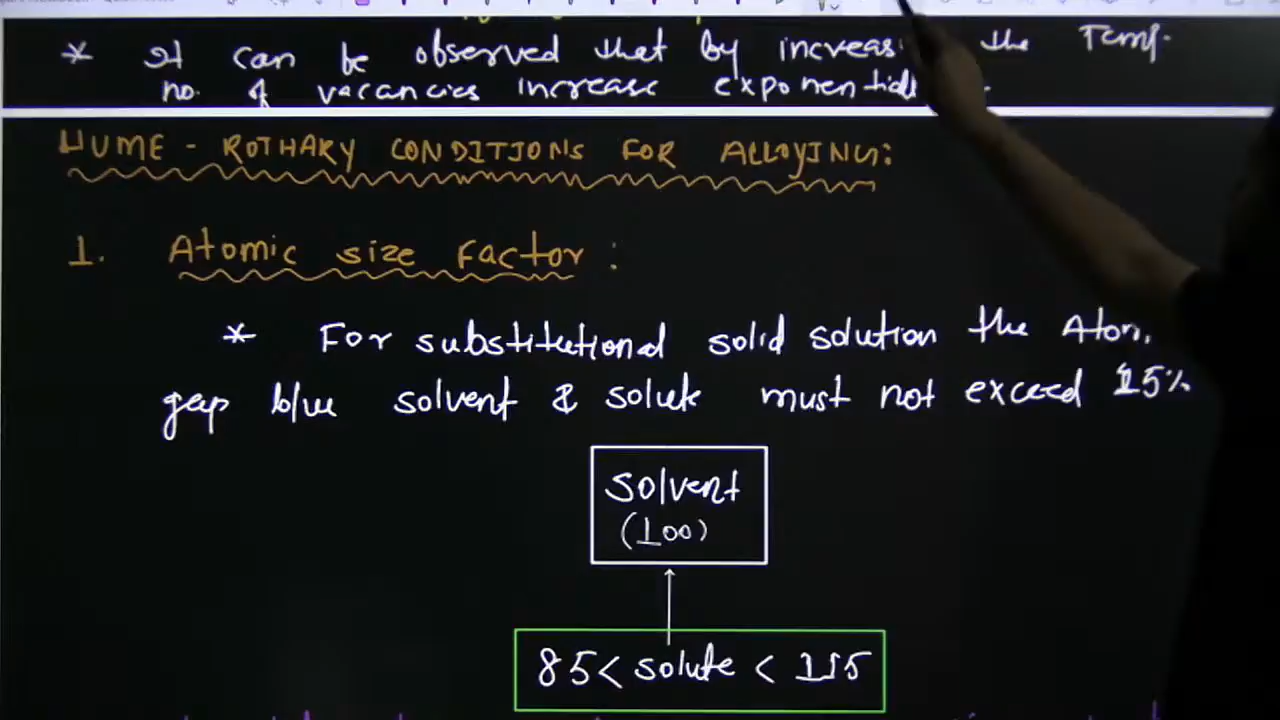 * It can be observed that by increas the Temp.
no. of vacancies increase exponentiall
HUME - ROTHARY CONDITIONS FOR ALLOYING:
1. Atomic size Factor :
* For substitutional solid solution the Atom.
gap b/w solvent & solute must not exceed 15%
Solvent
(100)
85 < solute < 115